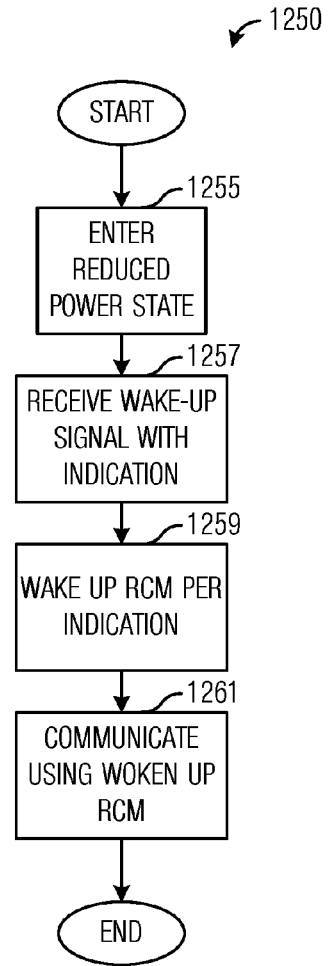 1250
START
1255
ENTER
REDUCED
POWER STATE
1257
RECEIVE WAKE-UP
SIGNAL WITH
INDICATION
1259
WAKE UP RCM PER
INDICATION
1261
COMMUNICATE
USING WOKEN UP
RCM
END